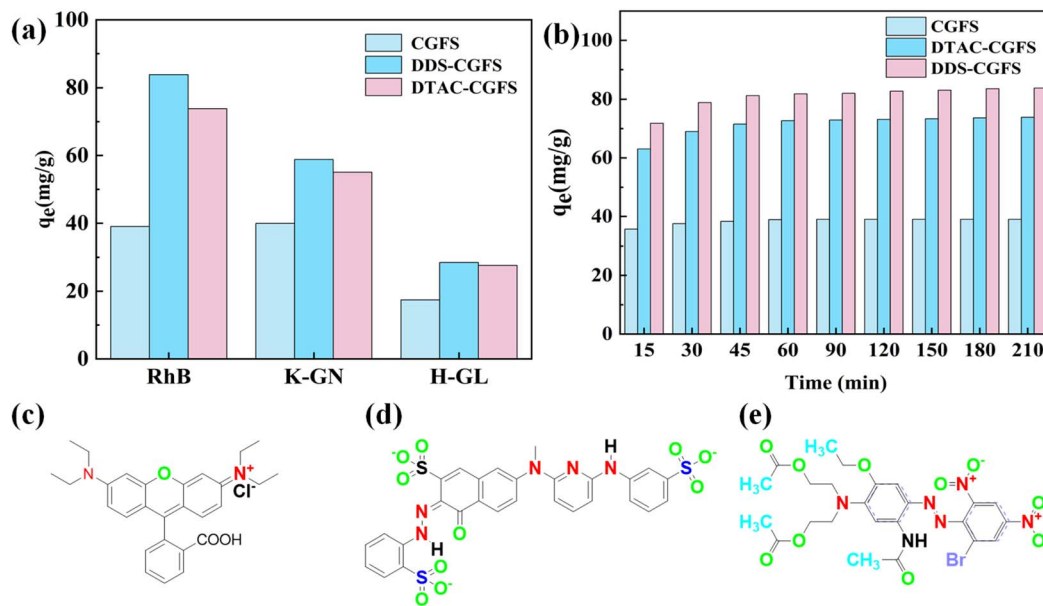 (a)
100
80
60
40
20
0
qe(mg/g)
CGFS
DDS-CGFS
DTAC-CGFS
RhB
K-GN
H-GL
(b)
100
80
60
40
20
0
qe(mg/g)
CGFS
DTAC-CGFS
DDS-CGFS
15
30
45
60
90
120
150
180
210
Time (min)
(c)
N
O
N+
Cl-
COOH
(d)
O
O-
S
O
N
N
H
N
O
O-
S
O
N
N
H
O
O
S
O-
O
(e)
O
H3C
O
O
N
H3C
O
O
N
N
NH
H3C
O
O-
N+
O
O-
N+
O
Br